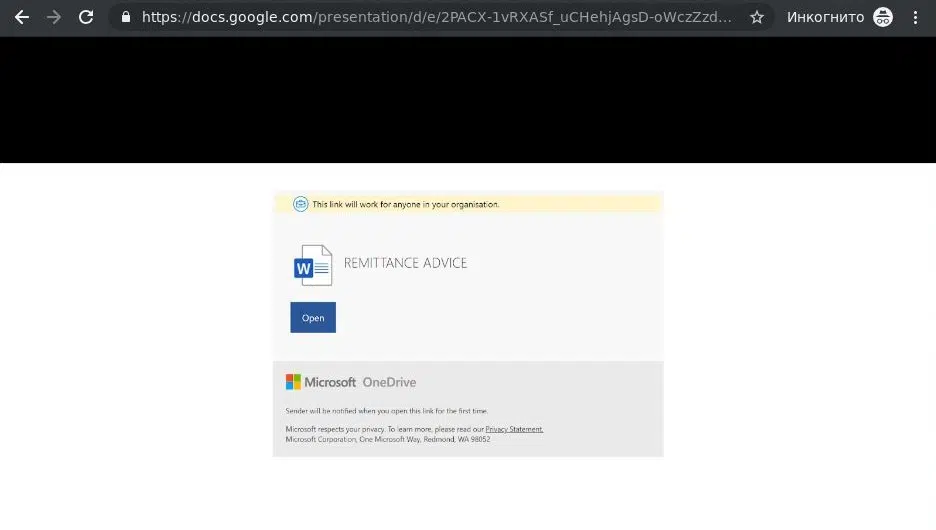 https://docs.google.com/presentation/d/e/2PACX-1vRXASf_uCHehjAgsD-oWczZzd... Инкогнито
This link will work for anyone in your organisation.
W REMITTANCE ADVICE
Open
Microsoft OneDrive
Sender will be notified when you open this link for the first time.
Microsoft respects your privacy. To learn more, please read our Privacy Statement.
Microsoft Corporation, One Microsoft Way, Redmond, WA 98052